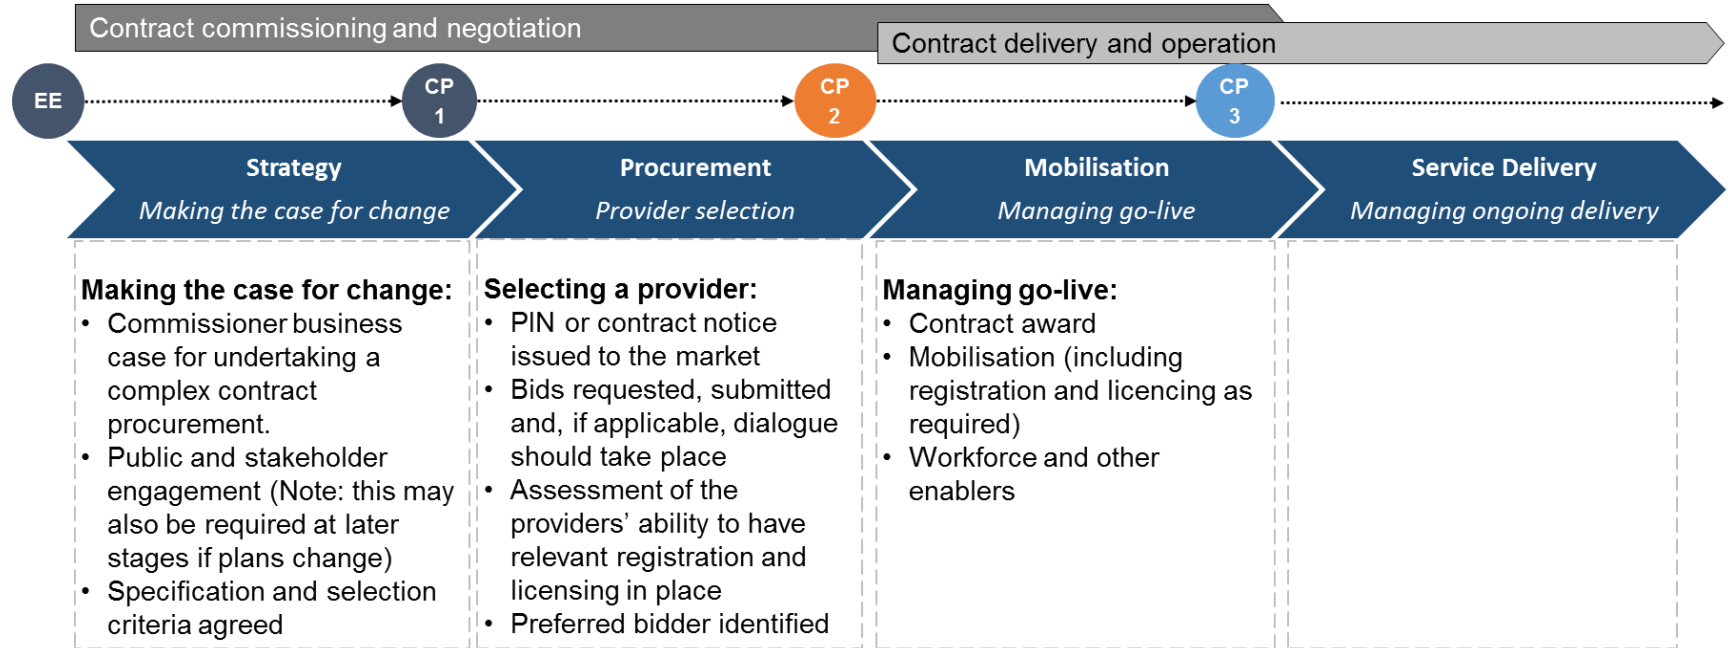 Contract commissioning and negotiation
Contract delivery and operation
EE
CP
1
CP
2
CP
3
Strategy
Making the case for change
Procurement
Provider selection
Mobilisation
Managing go-live
Service Delivery
Managing ongoing delivery
Making the case for change:
• Commissioner business
case for undertaking a
complex contract
procurement.
• Public and stakeholder
engagement (Note: this may
also be required at later
stages if plans change)
• Specification and selection
criteria agreed
Selecting a provider:
• PIN or contract notice
issued to the market
• Bids requested, submitted
and, if applicable, dialogue
should take place
• Assessment of the
providers’ ability to have
relevant registration and
licensing in place
• Preferred bidder identified
Managing go-live:
• Contract award
• Mobilisation (including
registration and licencing as
required)
• Workforce and other
enablers